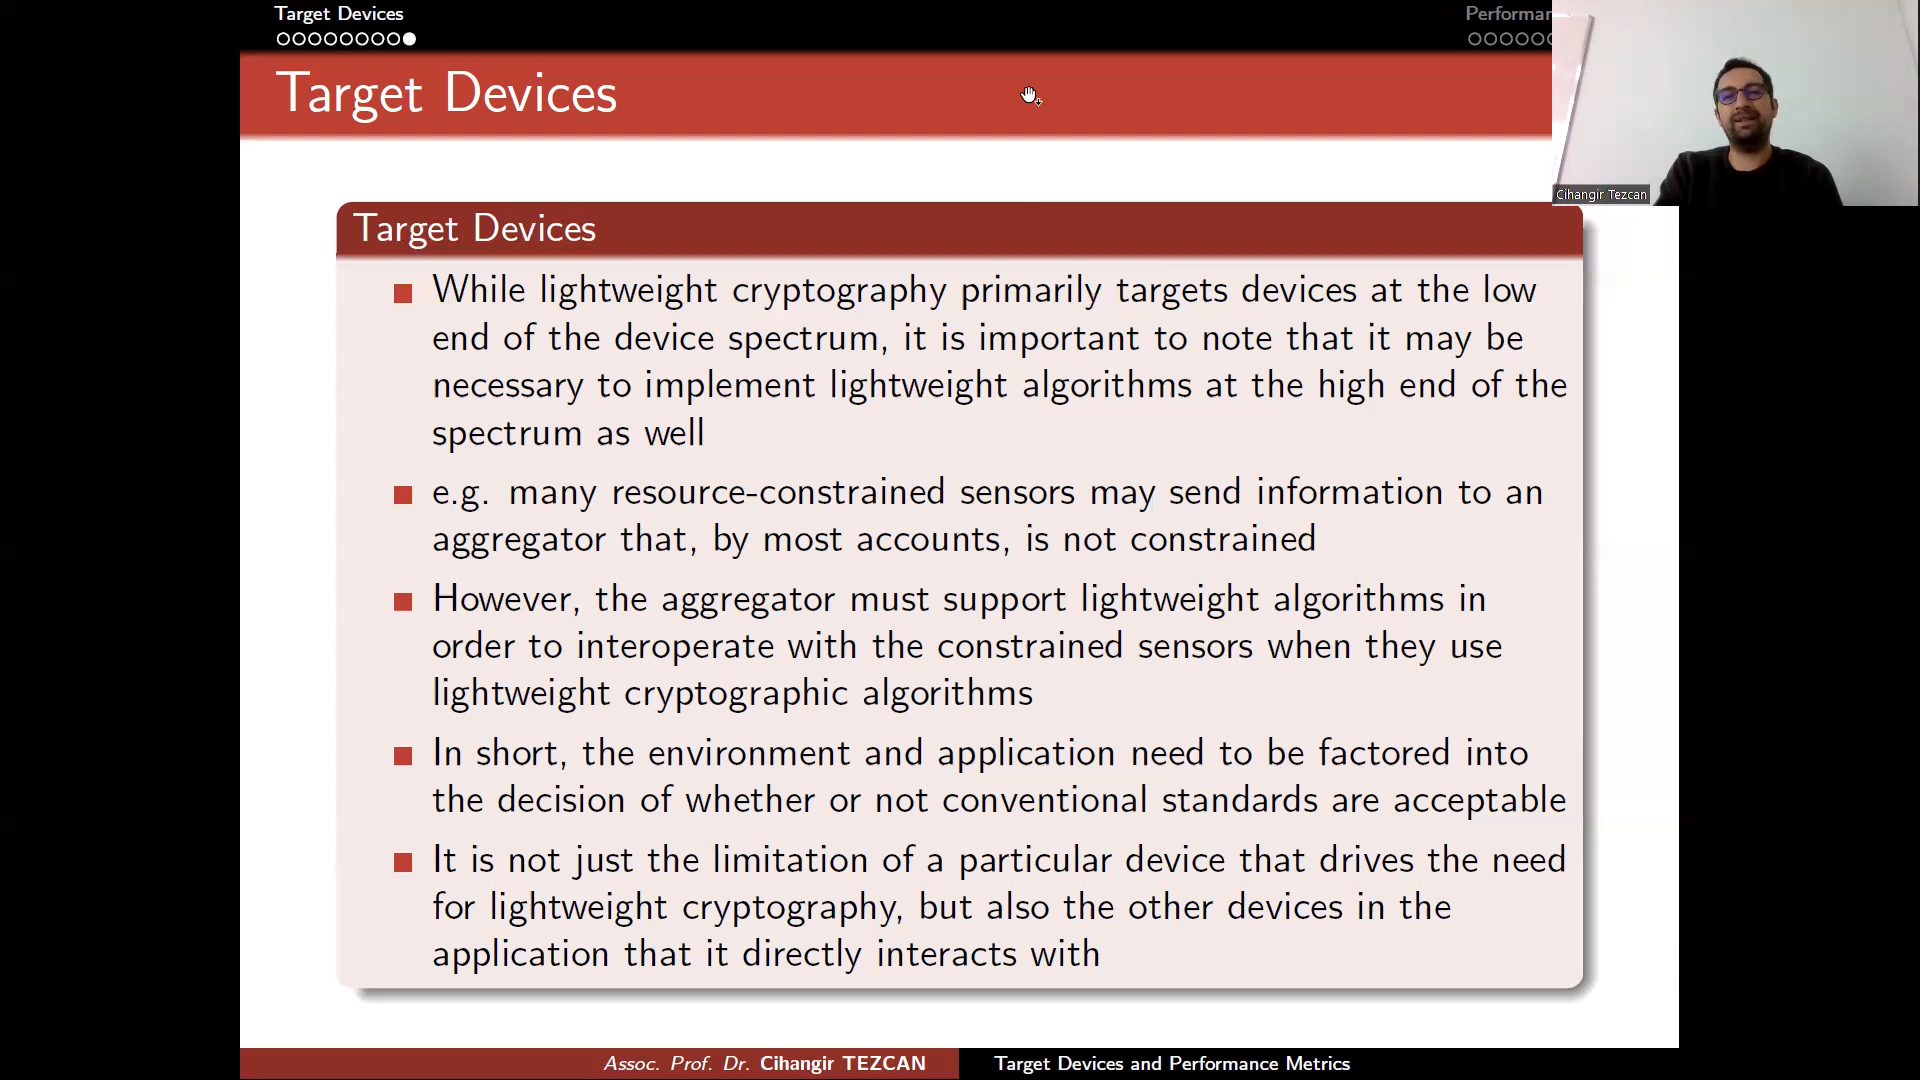 Target Devices
Target Devices
Cihangir Tezcan
Target Devices
While lightweight cryptography primarily targets devices at the low
end of the device spectrum, it is important to note that it may be
necessary to implement lightweight algorithms at the high end of the
spectrum as well
e.g. many resource-constrained sensors may send information to an
aggregator that, by most accounts, is not constrained
However, the aggregator must support lightweight algorithms in
order to interoperate with the constrained sensors when they use
lightweight cryptographic algorithms
In short, the environment and application need to be factored into
the decision of whether or not conventional standards are acceptable
It is not just the limitation of a particular device that drives the need
for lightweight cryptography, but also the other devices in the
application that it directly interacts with
Assoc. Prof. Dr. Cihangir TEZCAN
Target Devices and Performance Metrics